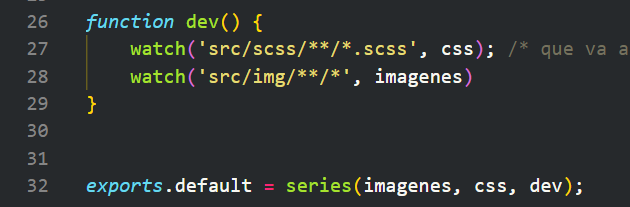 26 function dev() {
27 watch('src/scss/**/*.scss', css); /* que va a
28 watch('src/img/**/*', imagenes)
29 }
30
31
32 exports.default = series(imagenes, css, dev);